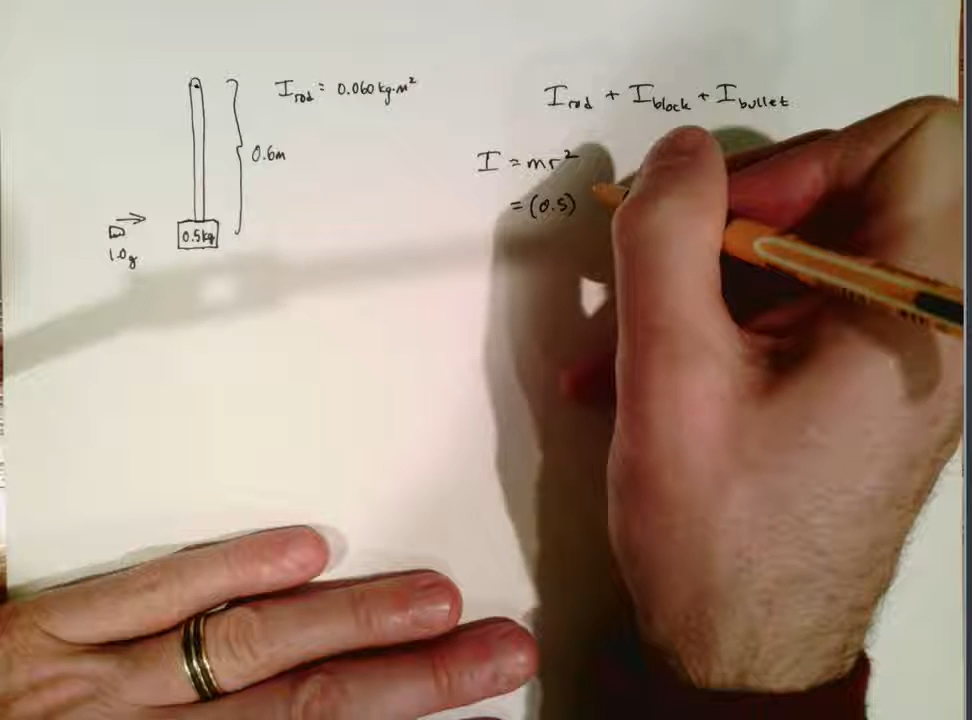 I_rod = 0.060 kg·m²
0.6m
0.5kg
1.0g
I_rod + I_block + I_bullet
I = mr²
= (0.5)